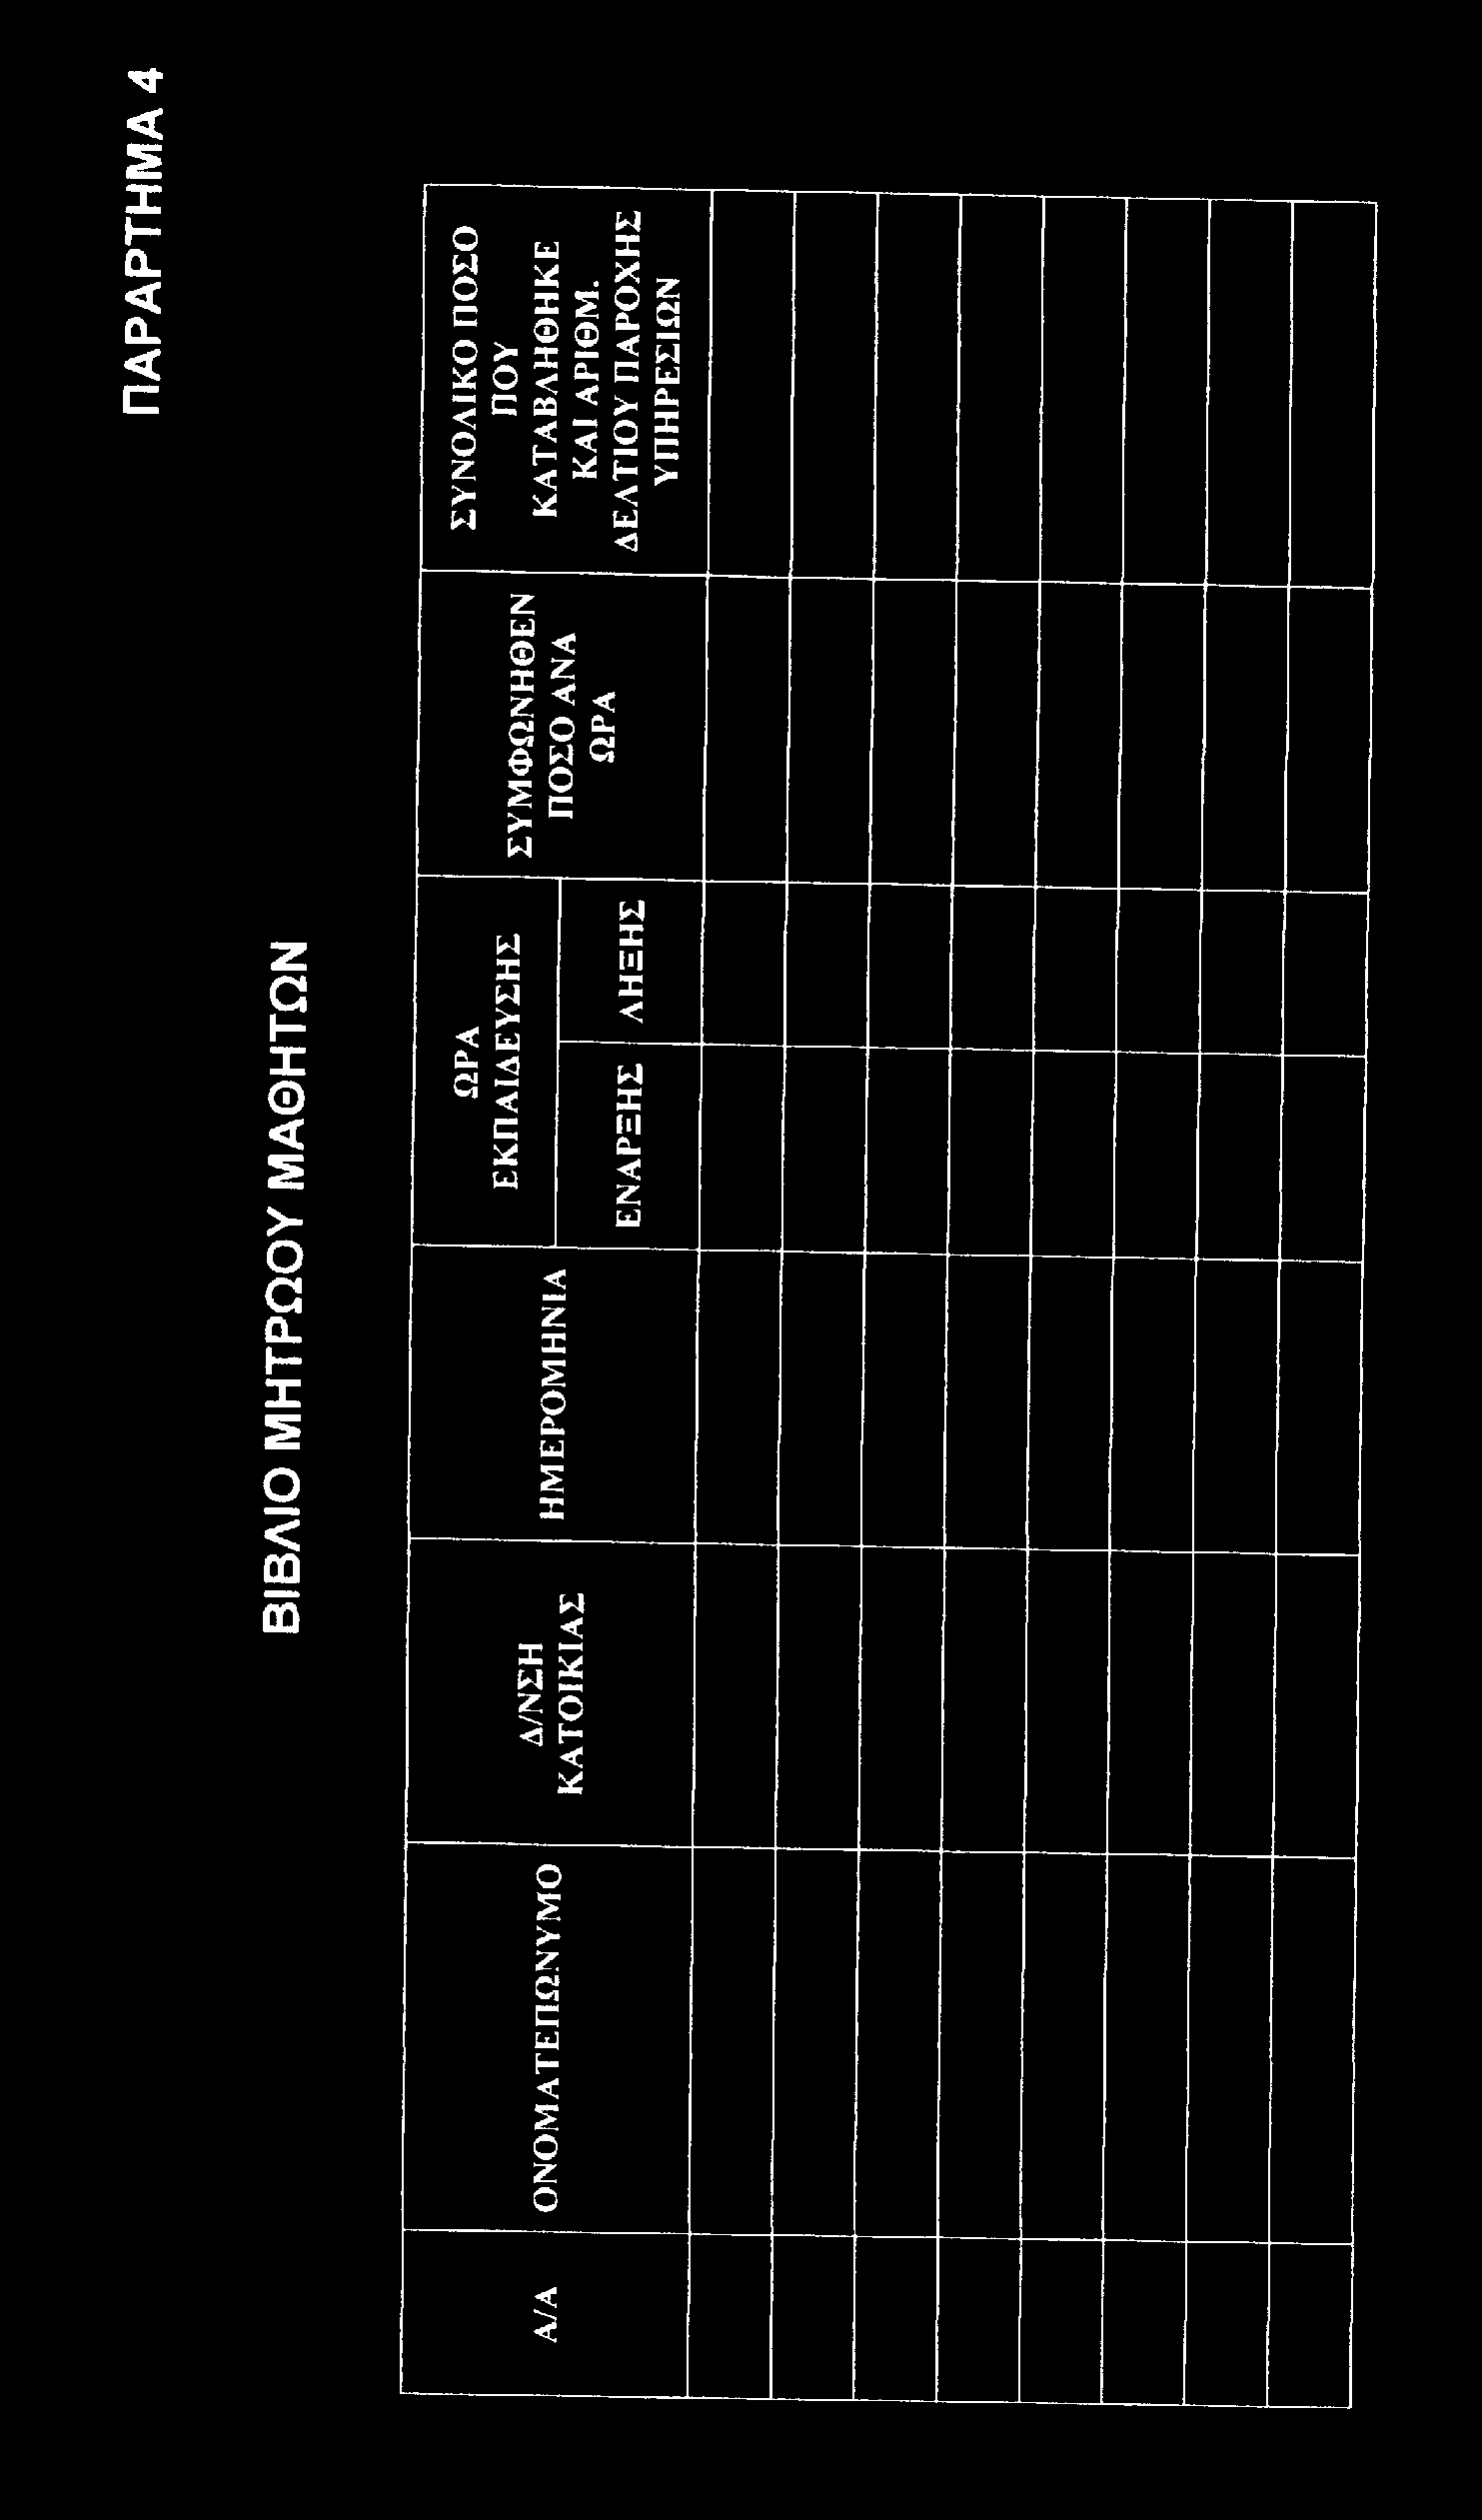 ΠΑΡΑΡΤΗΜΑ 4
ΒΙΒΛΙΟ ΜΗΤΡΩΟΥ ΜΑΘΗΤΩΝ
Α/Α
ΟΝΟΜΑΤΕΠΩΝΥΜΟ
Δ/ΝΣΗ
ΚΑΤΟΙΚΙΑΣ
ΗΜΕΡΟΜΗΝΙΑ
ΩΡΑ
ΕΚΠΑΙΔΕΥΣΗΣ
ΕΝΑΡΞΗΣ
ΛΗΞΗΣ
ΣΥΜΦΩΝΗΘΕΝ
ΠΟΣΟ ΑΝΑ
ΩΡΑ
ΣΥΝΟΛΙΚΟ ΠΟΣΟ
ΠΟΥ
ΚΑΤΑΒΛΗΘΗΚΕ
ΚΑΙ ΑΡΙΘΜ.
ΔΕΛΤΙΟΥ ΠΑΡΟΧΗΣ
ΥΠΗΡΕΣΙΩΝ